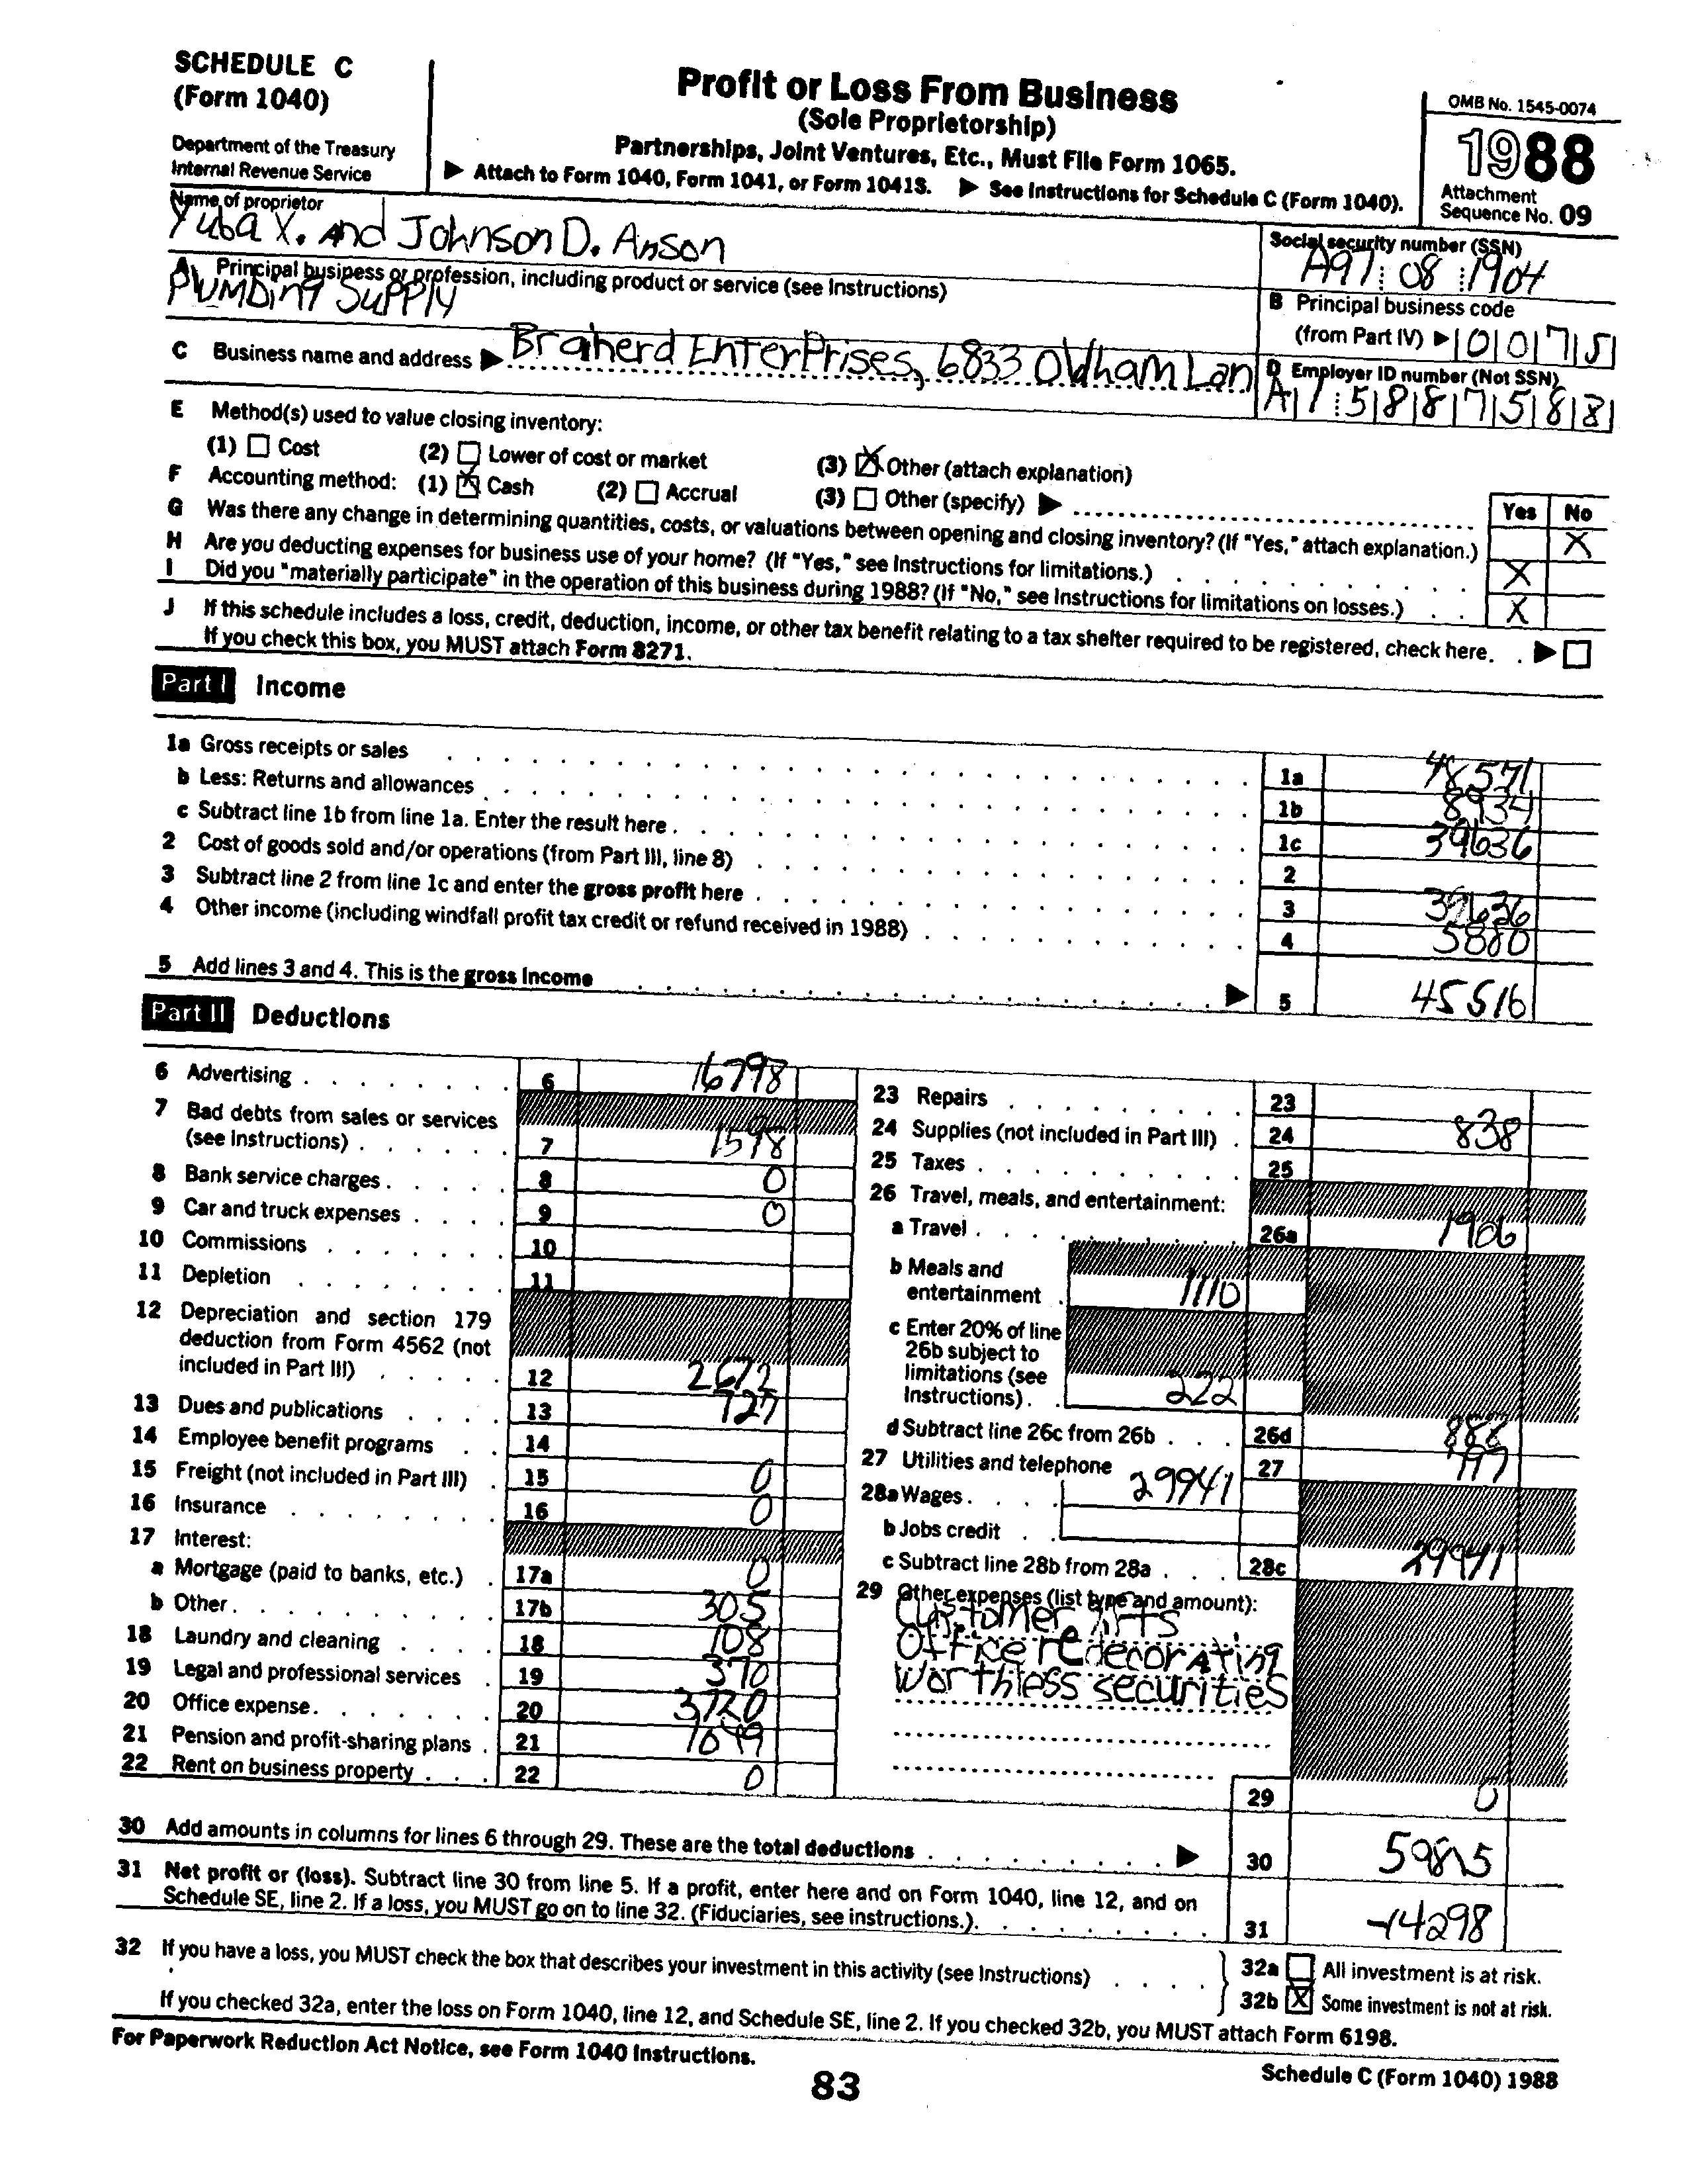 SCHEDULE C
(Form 1040)
Department of the Treasury
Internal Revenue Service
Profit or Loss From Business
(Sole Proprietorship)
Partnerships, Joint Ventures, Etc., Must File Form 1065.
▶ Attach to Form 1040, Form 1041, or Form 1041S. ▶ See Instructions for Schedule C (Form 1040).
OMB No. 1545-0074
1988
Attachment
Sequence No. 09
Name of proprietor
Yuba X. And Johnson D. Anson
Social security number (SSN)
A97 08 1904
A Principal business or profession, including product or service (see Instructions)
PLUMbing SuPPLY
B Principal business code
(from Part IV) ▶ 0 0 7 5
C Business name and address ▶ Braherd EnterPrises, 6833 Oldham Lan
D Employer ID number (Not SSN)
A 1 5 8 8 7 5 8 8
E Method(s) used to value closing inventory:
(1) Cost (2) Lower of cost or market (3) X Other (attach explanation)
F Accounting method: (1) X Cash (2) Accrual (3) Other (specify) ▶
Yes No
G Was there any change in determining quantities, costs, or valuations between opening and closing inventory? (If "Yes," attach explanation.) X
H Are you deducting expenses for business use of your home? (If "Yes," see Instructions for limitations.) X
I Did you "materially participate" in the operation of this business during 1988? (If "No," see Instructions for limitations on losses.) X
J If this schedule includes a loss, credit, deduction, income, or other tax benefit relating to a tax shelter required to be registered, check here. ▶
If you check this box, you MUST attach Form 8271.
Part I Income
1a Gross receipts or sales 1a 48571
b Less: Returns and allowances 1b 8934
c Subtract line 1b from line 1a. Enter the result here 1c 39636
2 Cost of goods sold and/or operations (from Part III, line 8) 2
3 Subtract line 2 from line 1c and enter the gross profit here 3 39636
4 Other income (including windfall profit tax credit or refund received in 1988) 4 5880
5 Add lines 3 and 4. This is the gross income ▶ 5 45516
Part II Deductions
6 Advertising 6 16798
7 Bad debts from sales or services
(see Instructions) 7 1598
8 Bank service charges 8 0
9 Car and truck expenses 9 0
10 Commissions 10
11 Depletion 11
12 Depreciation and section 179
deduction from Form 4562 (not
included in Part III) 12 2672
13 Dues and publications 13 727
14 Employee benefit programs 14
15 Freight (not included in Part III) 15 0
16 Insurance 16 0
17 Interest:
a Mortgage (paid to banks, etc.) 17a 0
b Other 17b 305
18 Laundry and cleaning 18 108
19 Legal and professional services 19 370
20 Office expense 20 3720
21 Pension and profit-sharing plans 21 1049
22 Rent on business property 22 0
23 Repairs 23
24 Supplies (not included in Part III) 24 838
25 Taxes 25
26 Travel, meals, and entertainment:
a Travel 26a 1906
b Meals and
entertainment 1110
c Enter 20% of line
26b subject to
limitations (see
Instructions) 222
d Subtract line 26c from 26b 26d 888
27 Utilities and telephone 27
28a Wages 29941
b Jobs credit
c Subtract line 28b from 28a 28c 29941
29 Other expenses (list type and amount):
Customer
Office redecorating
Worthless securities
29 0
30 Add amounts in columns for lines 6 through 29. These are the total deductions ▶ 30 59815
31 Net profit or (loss). Subtract line 30 from line 5. If a profit, enter here and on Form 1040, line 12, and on
Schedule SE, line 2. If a loss, you MUST go on to line 32. (Fiduciaries, see instructions.) 31 -14298
32 If you have a loss, you MUST check the box that describes your investment in this activity (see Instructions)
32a All investment is at risk.
32b X Some investment is not at risk.
If you checked 32a, enter the loss on Form 1040, line 12, and Schedule SE, line 2. If you checked 32b, you MUST attach Form 6198.
For Paperwork Reduction Act Notice, see Form 1040 Instructions.
Schedule C (Form 1040) 1988
83